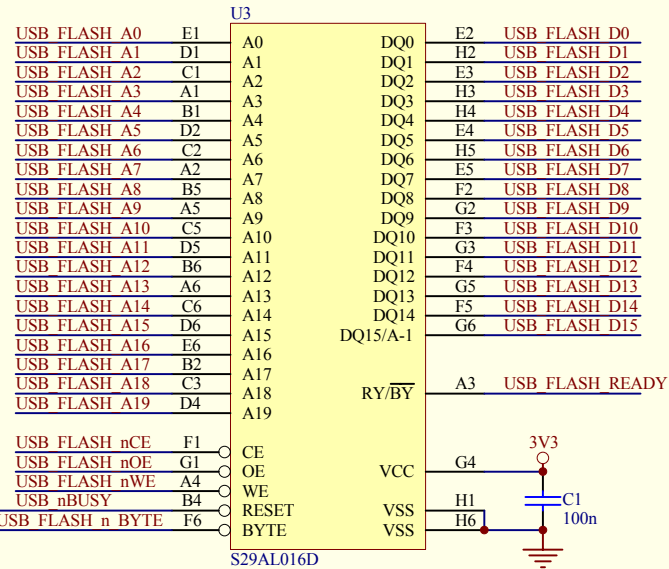 U3
USB_FLASH_A0 E1 A0 DQ0 E2 USB_FLASH_D0
USB_FLASH_A1 D1 A1 DQ1 H2 USB_FLASH_D1
USB_FLASH_A2 C1 A2 DQ2 E3 USB_FLASH_D2
USB_FLASH_A3 A1 A3 DQ3 H3 USB_FLASH_D3
USB_FLASH_A4 B1 A4 DQ4 H4 USB_FLASH_D4
USB_FLASH_A5 D2 A5 DQ5 E4 USB_FLASH_D5
USB_FLASH_A6 C2 A6 DQ6 H5 USB_FLASH_D6
USB_FLASH_A7 A2 A7 DQ7 E5 USB_FLASH_D7
USB_FLASH_A8 B5 A8 DQ8 F2 USB_FLASH_D8
USB_FLASH_A9 A5 A9 DQ9 G2 USB_FLASH_D9
USB_FLASH_A10 C5 A10 DQ10 F3 USB_FLASH_D10
USB_FLASH_A11 D5 A11 DQ11 G3 USB_FLASH_D11
USB_FLASH_A12 B6 A12 DQ12 F4 USB_FLASH_D12
USB_FLASH_A13 A6 A13 DQ13 G5 USB_FLASH_D13
USB_FLASH_A14 C6 A14 DQ14 F5 USB_FLASH_D14
USB_FLASH_A15 D6 A15 DQ15/A-1 G6 USB_FLASH_D15
USB_FLASH_A16 E6 A16
USB_FLASH_A17 B2 A17
USB_FLASH_A18 C3 A18 RY/BY A3 USB_FLASH_READY
USB_FLASH_A19 D4 A19
USB_FLASH_nCE F1 CE 3V3
USB_FLASH_nOE G1 OE VCC G4
USB_FLASH_nWE A4 WE
USB_nBUSY B4 RESET VSS H1 C1
USB_FLASH_n_BYTE F6 BYTE VSS H6 100n
S29AL016D